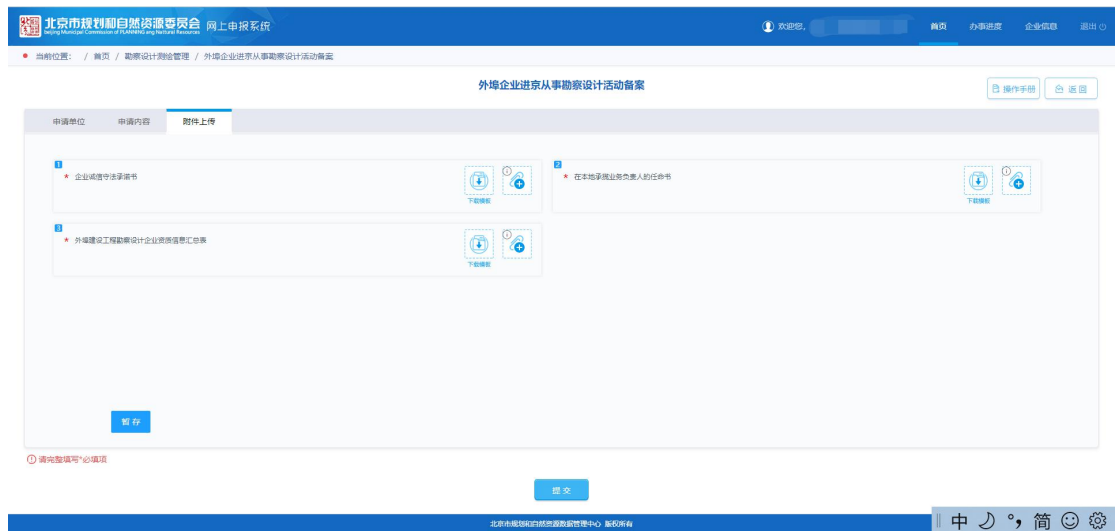 北京市规划和自然资源委员会 网上申报系统
Beijing Municipal Commission of PLANNING ang Natural Resources
欢迎您,
首页 办事进度 企业信息 退出
当前位置: / 首页 / 勘察设计测绘管理 / 外埠企业进京从事勘察设计活动备案
外埠企业进京从事勘察设计活动备案
操作手册 返回
申请单位 申请内容 附件上传
1
* 企业诚信守法承诺书
下载模板
2
* 在本地承揽业务负责人的任命书
下载模板
3
* 外埠建设工程勘察设计企业资质信息汇总表
下载模板
暂存
请完整填写*必填项
提交
北京市规划和自然资源数据管理中心 版权所有
中 简